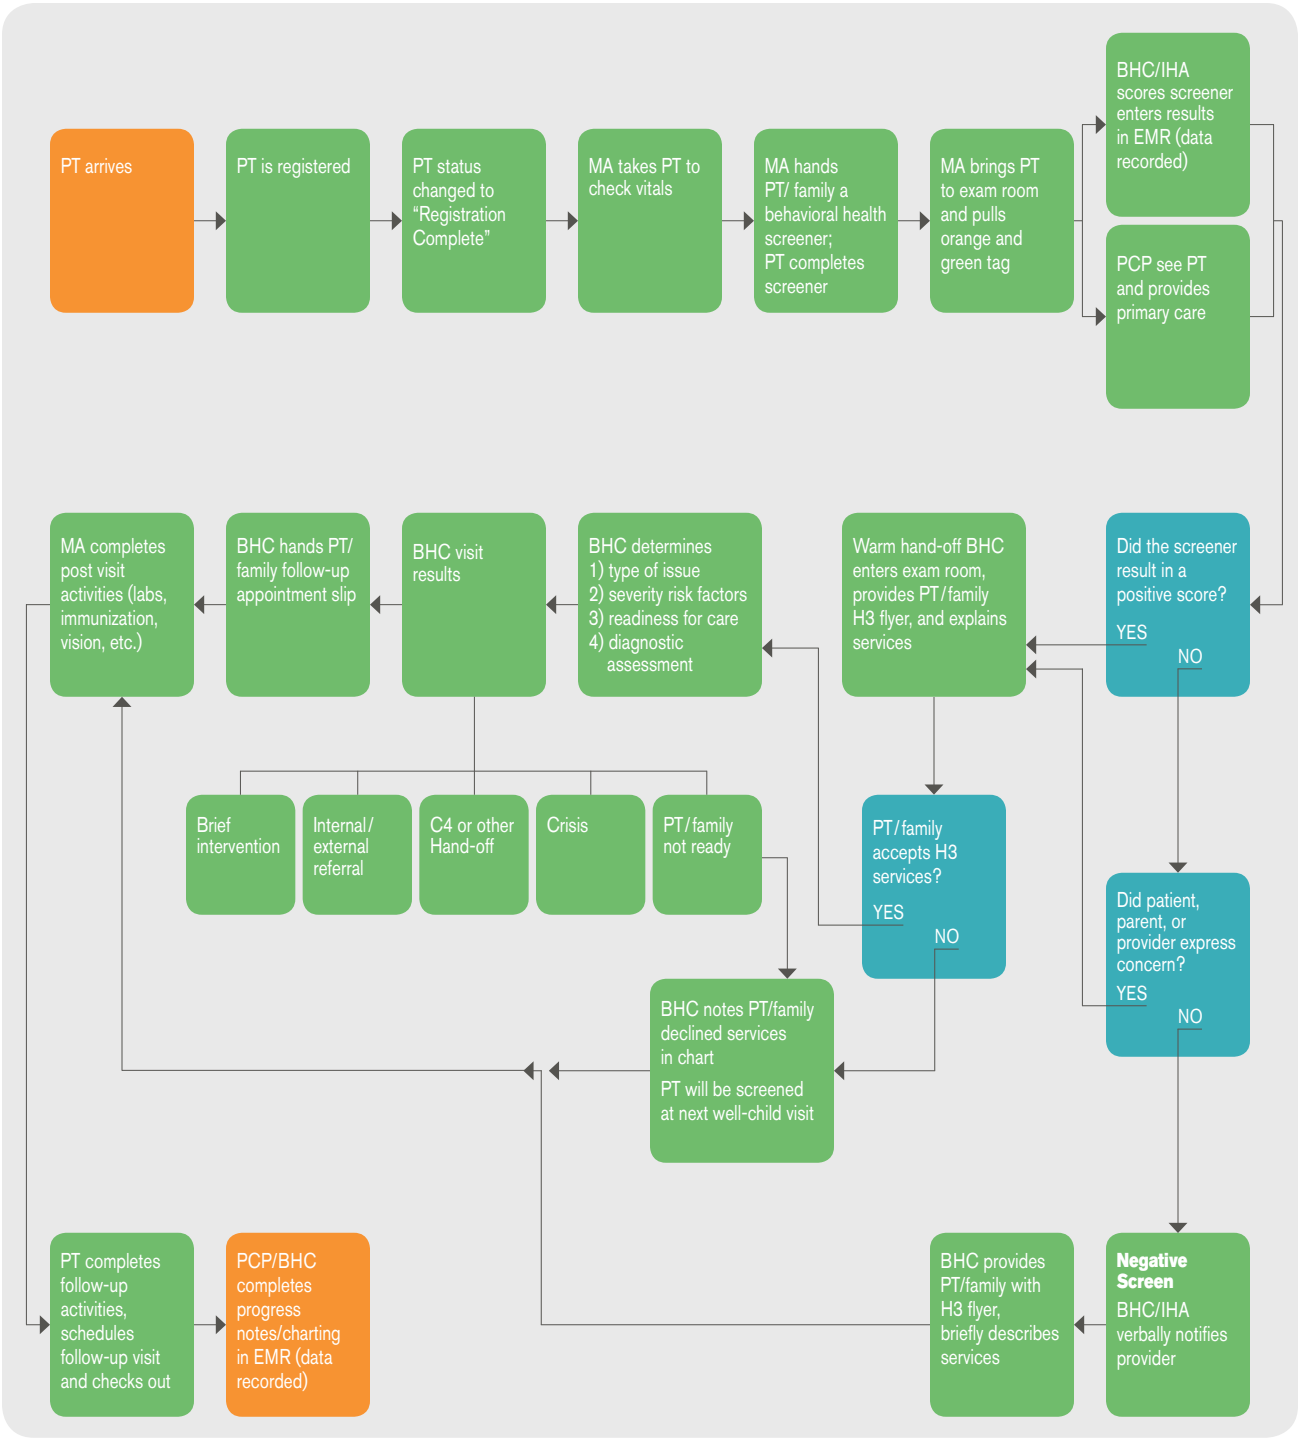 PT arrives
PT is registered
PT status
changed to
“Registration
Complete”
MA takes PT to
check vitals
MA hands
PT/ family a
behavioral health
screener;
PT completes
screener
MA brings PT
to exam room
and pulls
orange and
green tag
BHC/IHA
scores screener
enters results
in EMR (data
recorded)
PCP see PT
and provides
primary care
Did the screener
result in a
positive score?
YES
NO
Warm hand-off BHC
enters exam room,
provides PT/family
H3 flyer, and explains
services
BHC determines
1) type of issue
2) severity risk factors
3) readiness for care
4) diagnostic
assessment
BHC visit
results
BHC hands PT/
family follow-up
appointment slip
MA completes
post visit
activities (labs,
immunization,
vision, etc.)
Brief
intervention
Internal/
external
referral
C4 or other
Hand-off
Crisis
PT/family
not ready
PT/family
accepts H3
services?
YES
NO
Did patient,
parent, or
provider express
concern?
YES
NO
BHC notes PT/family
declined services
in chart
PT will be screened
at next well-child visit
PT completes
follow-up
activities,
schedules
follow-up visit
and checks out
PCP/BHC
completes
progress
notes/charting
in EMR (data
recorded)
BHC provides
PT/family with
H3 flyer,
briefly describes
services
Negative
Screen
BHC/IHA
verbally notifies
provider